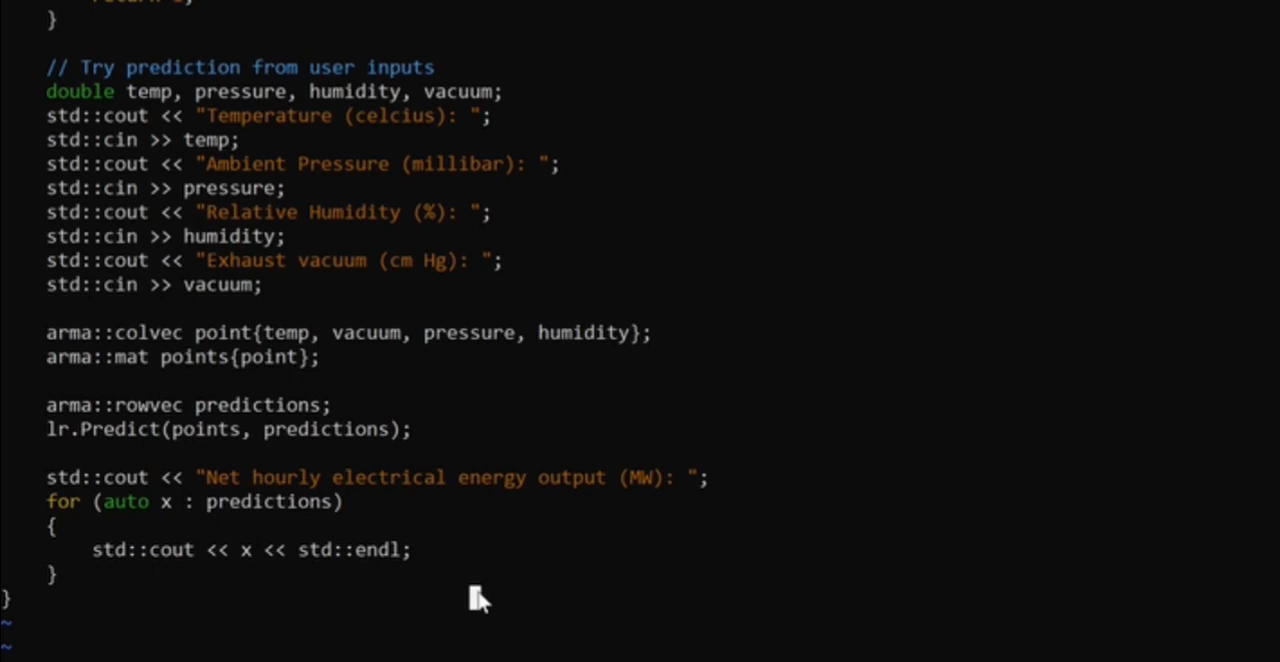 }
// Try prediction from user inputs
double temp, pressure, humidity, vacuum;
std::cout << "Temperature (celcius): ";
std::cin >> temp;
std::cout << "Ambient Pressure (millibar): ";
std::cin >> pressure;
std::cout << "Relative Humidity (%): ";
std::cin >> humidity;
std::cout << "Exhaust vacuum (cm Hg): ";
std::cin >> vacuum;
arma::colvec point{temp, vacuum, pressure, humidity};
arma::mat points{point};
arma::rowvec predictions;
lr.Predict(points, predictions);
std::cout << "Net hourly electrical energy output (MW): ";
for (auto x : predictions)
{
std::cout << x << std::endl;
}
}
~
~